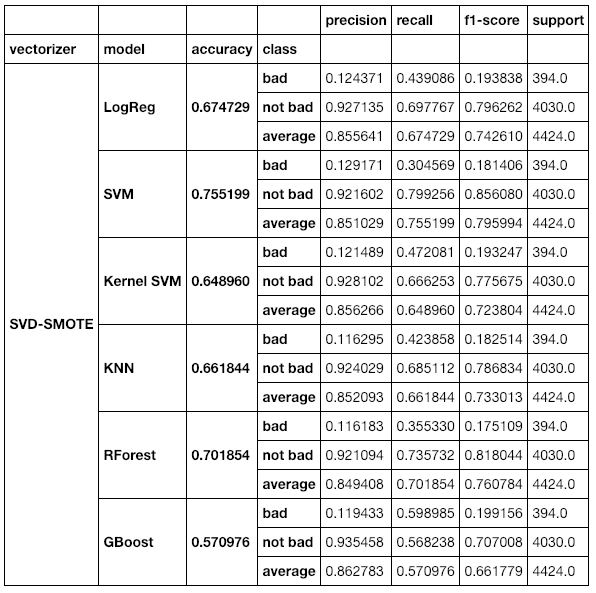 precision recall f1-score support
vectorizer model accuracy class
bad 0.124371 0.439086 0.193838 394.0
LogReg 0.674729 not bad 0.927135 0.697767 0.796262 4030.0
average 0.855641 0.674729 0.742610 4424.0
bad 0.129171 0.304569 0.181406 394.0
SVM 0.755199 not bad 0.921602 0.799256 0.856080 4030.0
average 0.851029 0.755199 0.795994 4424.0
bad 0.121489 0.472081 0.193247 394.0
Kernel SVM 0.648960 not bad 0.928102 0.666253 0.775675 4030.0
average 0.856266 0.648960 0.723804 4424.0
SVD-SMOTE
bad 0.116295 0.423858 0.182514 394.0
KNN 0.661844 not bad 0.924029 0.685112 0.786834 4030.0
average 0.852093 0.661844 0.733013 4424.0
bad 0.116183 0.355330 0.175109 394.0
RForest 0.701854 not bad 0.921094 0.735732 0.818044 4030.0
average 0.849408 0.701854 0.760784 4424.0
bad 0.119433 0.598985 0.199156 394.0
GBoost 0.570976 not bad 0.935458 0.568238 0.707008 4030.0
average 0.862783 0.570976 0.661779 4424.0